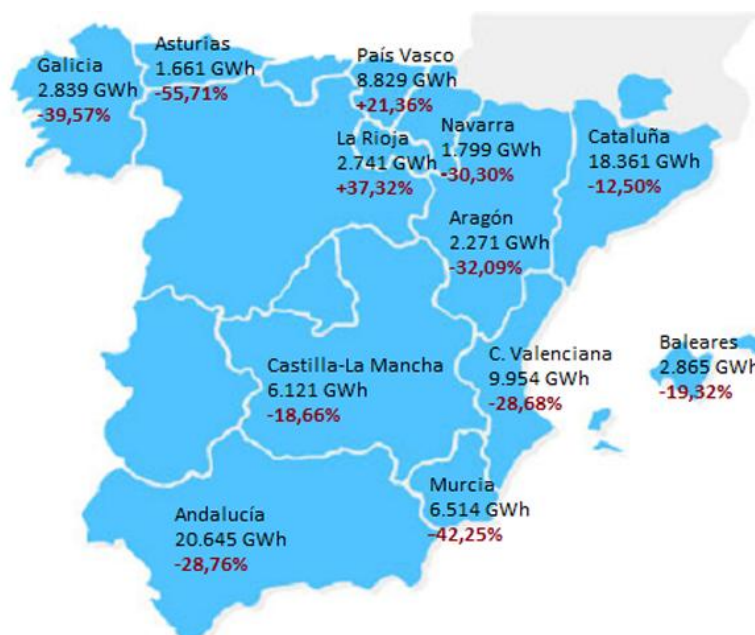 Asturias
1.661 GWh
-55,71%
Galicia
2.839 GWh
-39,57%
País Vasco
8.829 GWh
+21,36%
La Rioja
2.741 GWh
+37,32%
Navarra
1.799 GWh
-30,30%
Cataluña
18.361 GWh
-12,50%
Aragón
2.271 GWh
-32,09%
Castilla-La Mancha
6.121 GWh
-18,66%
C. Valenciana
9.954 GWh
-28,68%
Baleares
2.865 GWh
-19,32%
Murcia
6.514 GWh
-42,25%
Andalucía
20.645 GWh
-28,76%